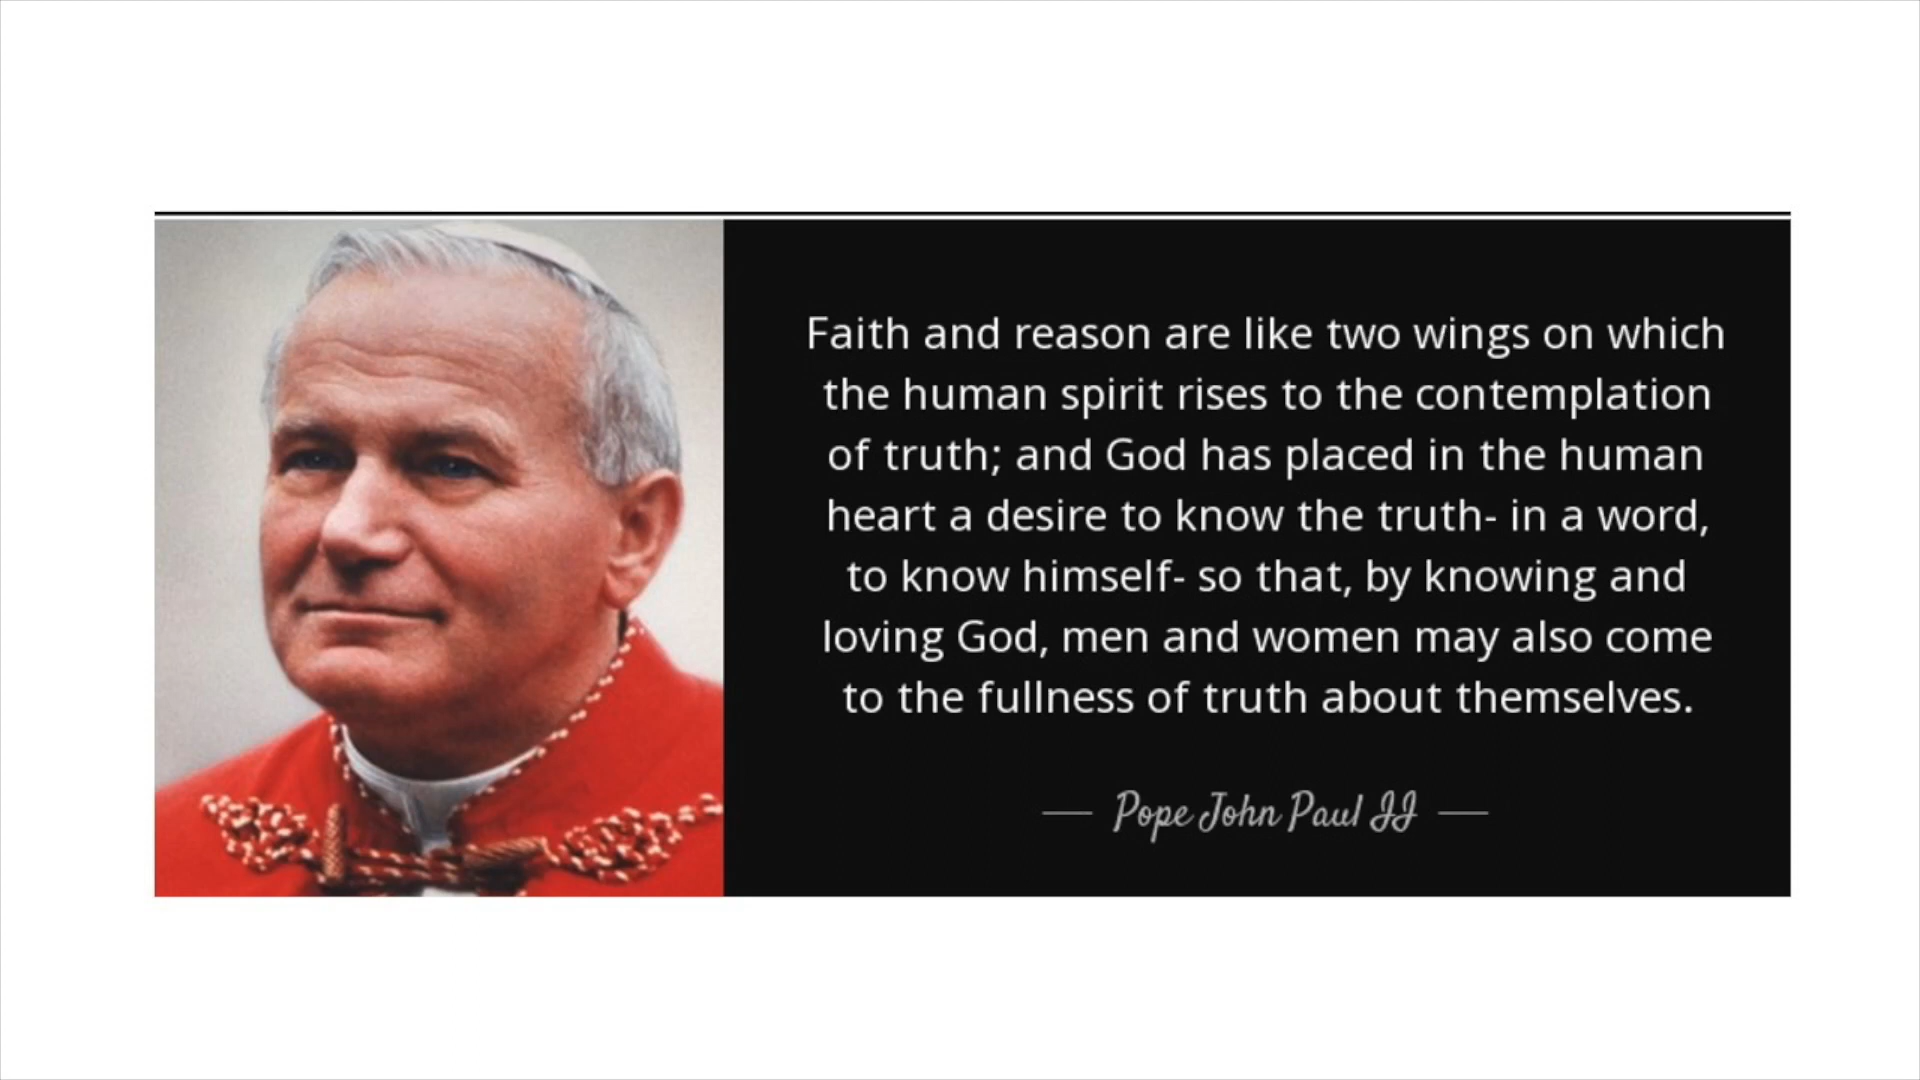 Faith and reason are like two wings on which
the human spirit rises to the contemplation
of truth; and God has placed in the human
heart a desire to know the truth- in a word,
to know himself- so that, by knowing and
loving God, men and women may also come
to the fullness of truth about themselves.
— Pope John Paul II —